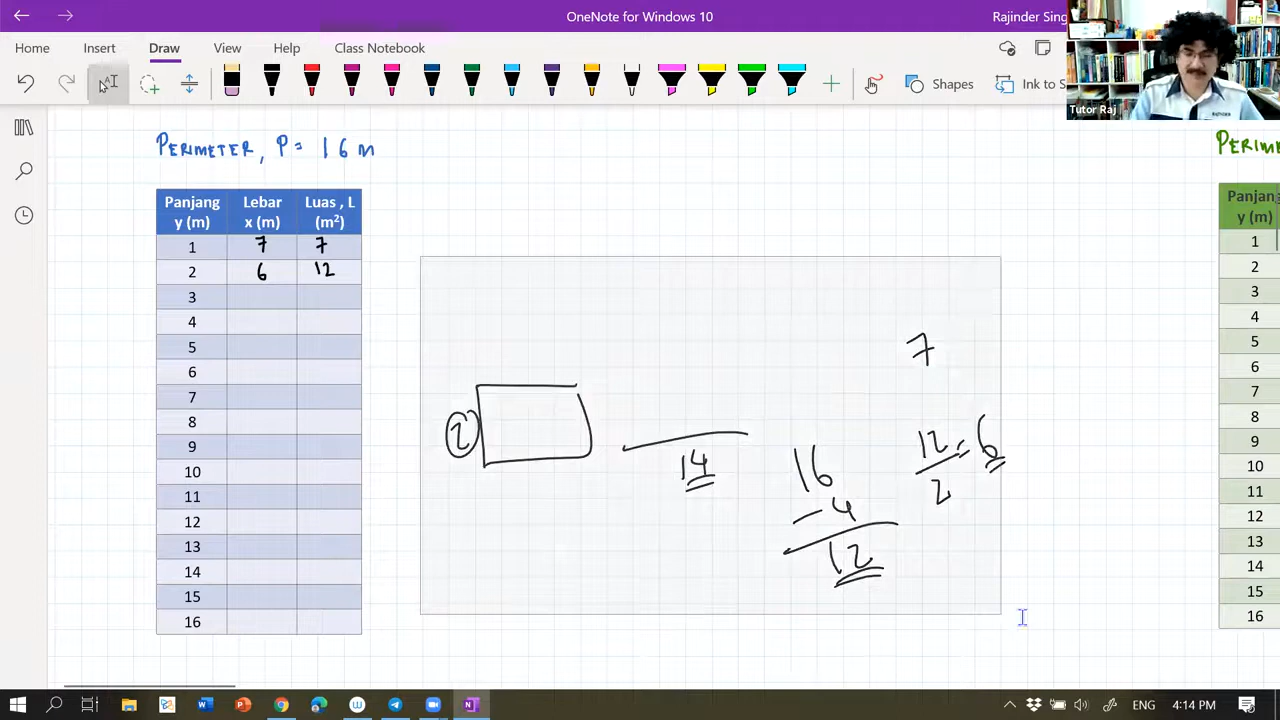 OneNote for Windows 10
Rajinder Sing
Home Insert Draw View Help Class Notebook
Shapes
Ink to S
Tutor Raj
PERIMETER, P = 16 m
PERIME
Panjang y (m) Lebar x (m) Luas , L (m²)
1 7 7
2 6 12
3
4
5
6
7
8
9
10
11
12
13
14
15
16
2
14
7
16
- 4
12
12/2 = 6
Panjan
y (m)
1
2
3
4
5
6
7
8
9
10
11
12
13
14
15
16
ENG 4:14 PM